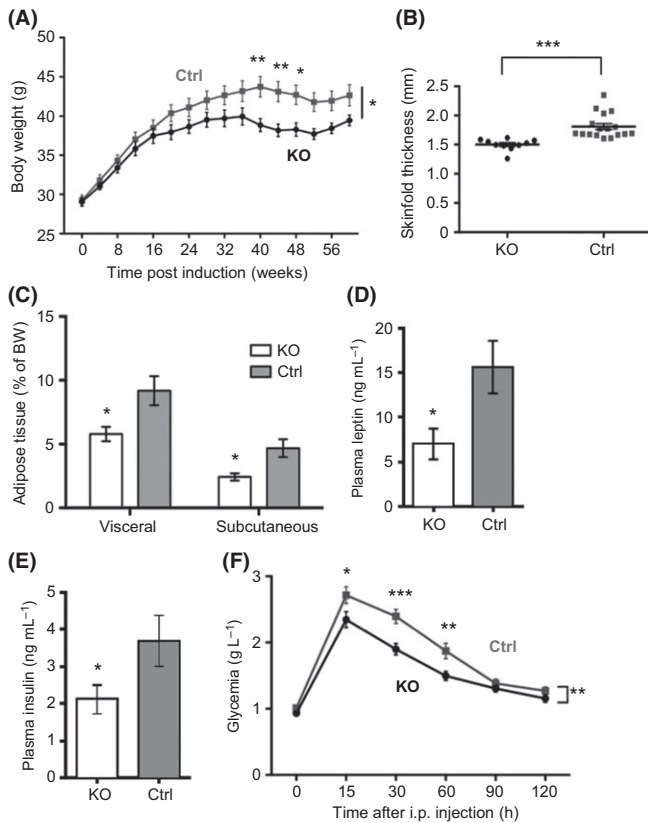 (A)
50
45
40
35
30
25
Body weight (g)
Ctrl
** ** *
*
KO
0 8 16 24 32 40 48 56
Time post induction (weeks)
(B)
***
2.5
2.0
1.5
1.0
0.5
0
Skinfold thickness (mm)
KO Ctrl
(C)
15
10
5
0
Adipose tissue (% of BW)
KO
Ctrl
*
*
Visceral Subcutaneous
(D)
20
15
10
5
0
Plasma leptin (ng mL⁻¹)
*
KO Ctrl
(E)
5
4
3
2
1
0
Plasma insulin (ng mL⁻¹)
*
KO Ctrl
(F)
3
2
1
0
Glycemia (g L⁻¹)
*
***
**
Ctrl
KO
**
0 15 30 60 90 120
Time after i.p. injection (h)